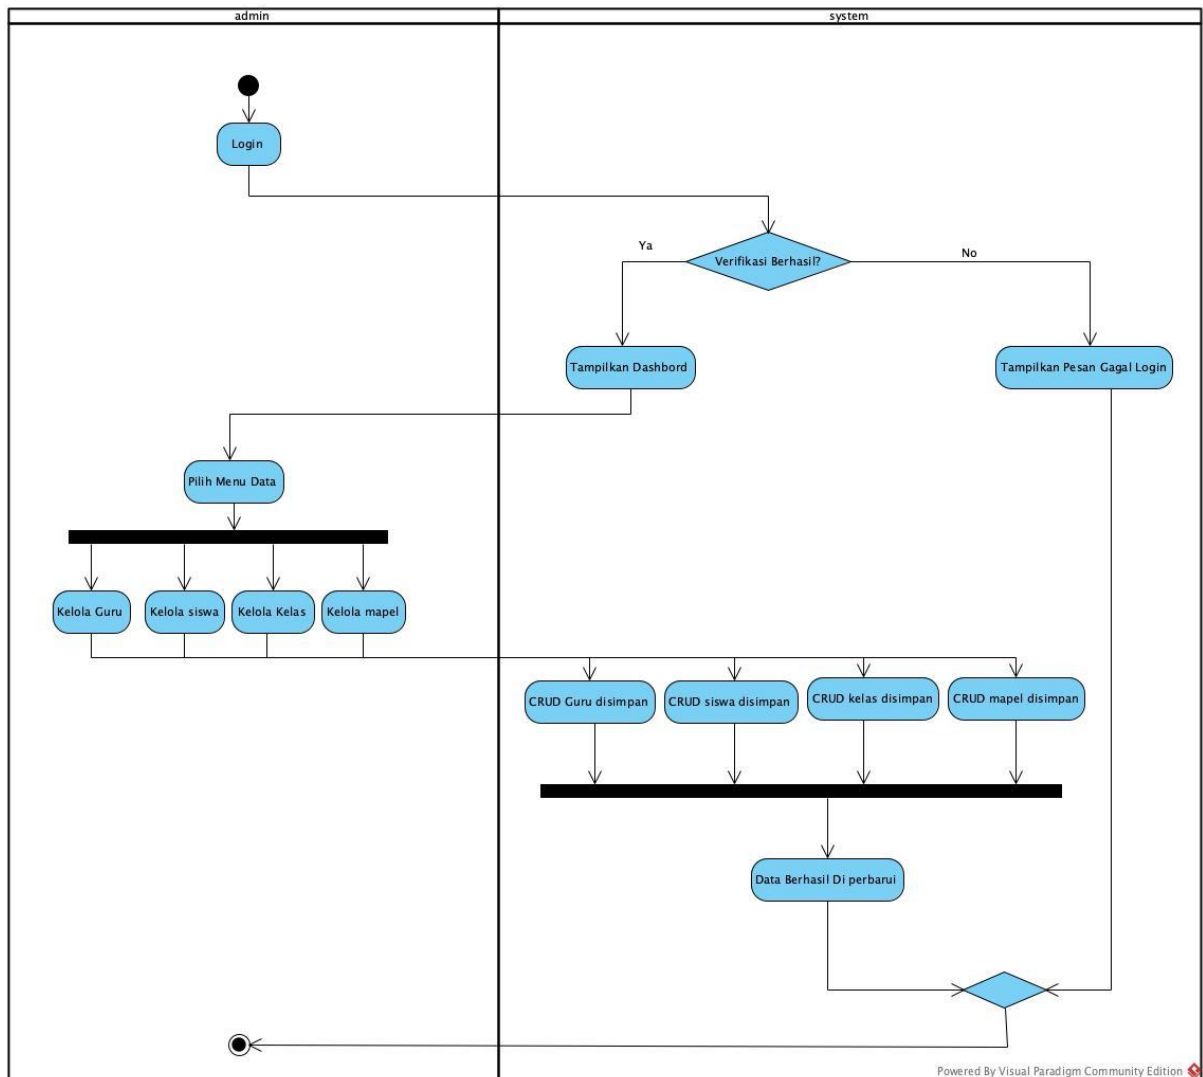 admin
system
Login
Verifikasi Berhasil?
Ya
No
Tampilkan Dashbord
Tampilkan Pesan Gagal Login
Pilih Menu Data
Kelola Guru
Kelola siswa
Kelola Kelas
Kelola mapel
CRUD Guru disimpan
CRUD siswa disimpan
CRUD kelas disimpan
CRUD mapel disimpan
Data Berhasil Di perbarui
Powered By Visual Paradigm Community Edition